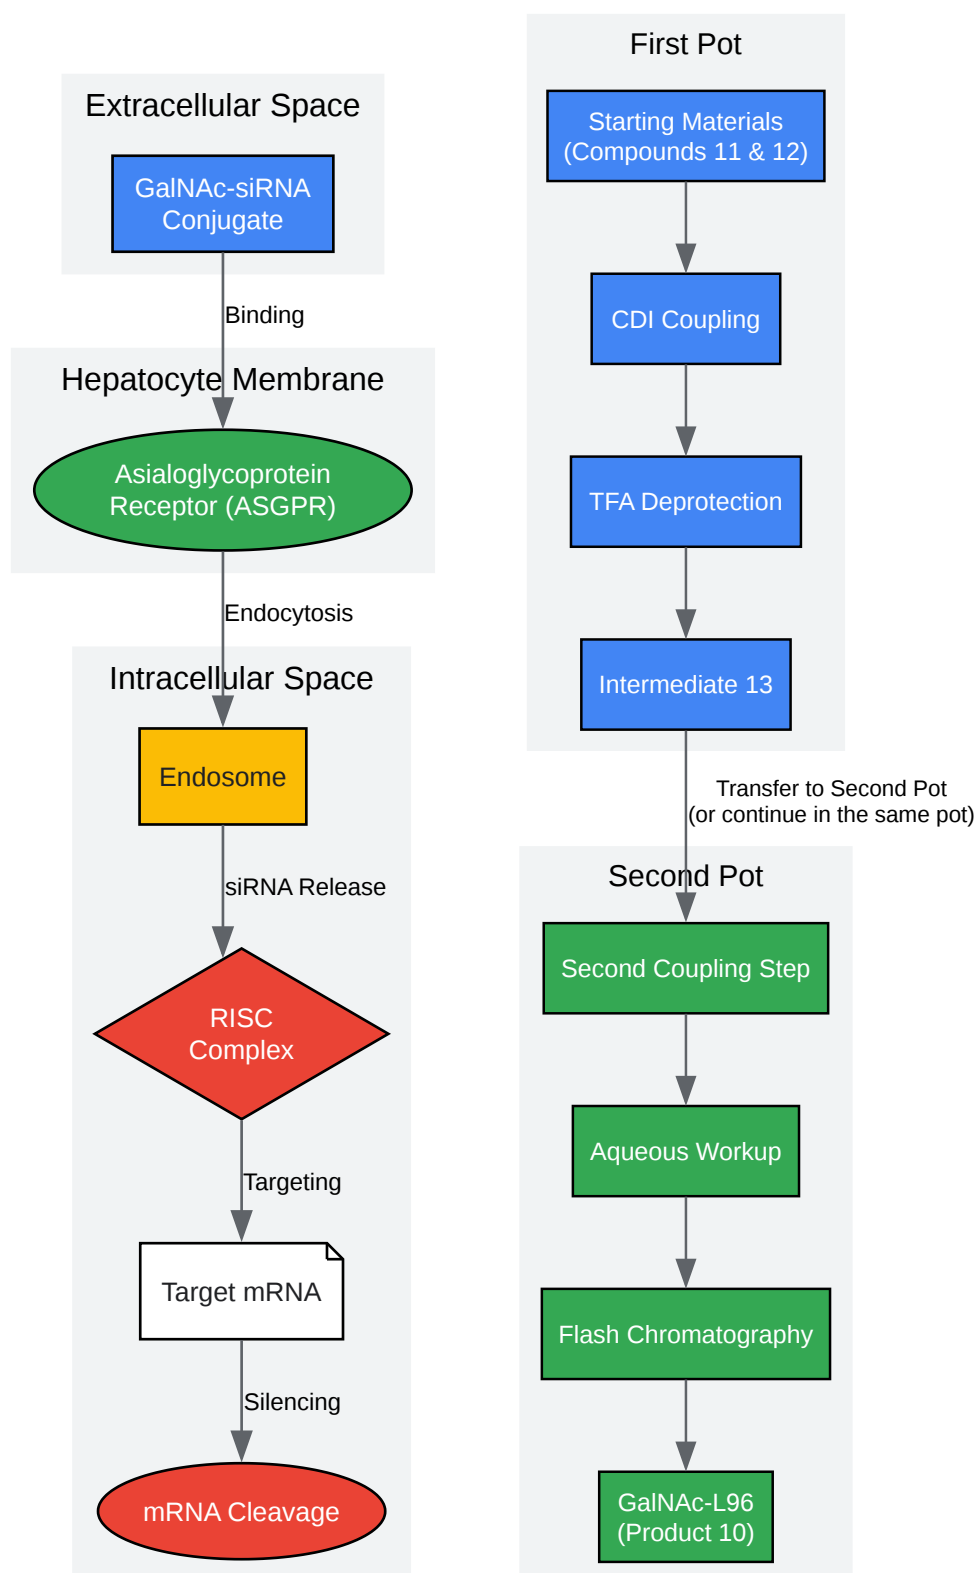 Extracellular Space
GalNAc-siRNA
Conjugate
Binding
Hepatocyte Membrane
Asialoglycoprotein
Receptor (ASGPR)
Endocytosis
Intracellular Space
Endosome
siRNA Release
RISC
Complex
Targeting
Target mRNA
Silencing
mRNA Cleavage
First Pot
Starting Materials
(Compounds 11 & 12)
CDI Coupling
TFA Deprotection
Intermediate 13
Transfer to Second Pot
(or continue in the same pot)
Second Pot
Second Coupling Step
Aqueous Workup
Flash Chromatography
GalNAc-L96
(Product 10)